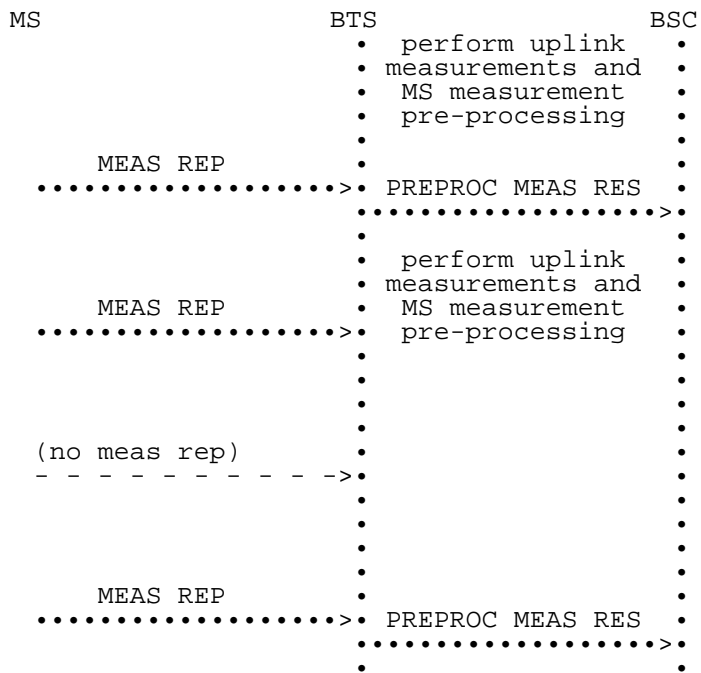 MS BTS BSC
perform uplink
measurements and
MS measurement
pre-processing
MEAS REP
PREPROC MEAS RES
perform uplink
measurements and
MEAS REP MS measurement
pre-processing
(no meas rep)
MEAS REP
PREPROC MEAS RES